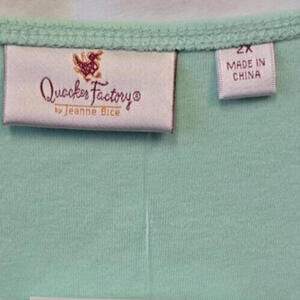 Quacker Factory®
by Jeanne Bice
2X
MADE IN
CHINA